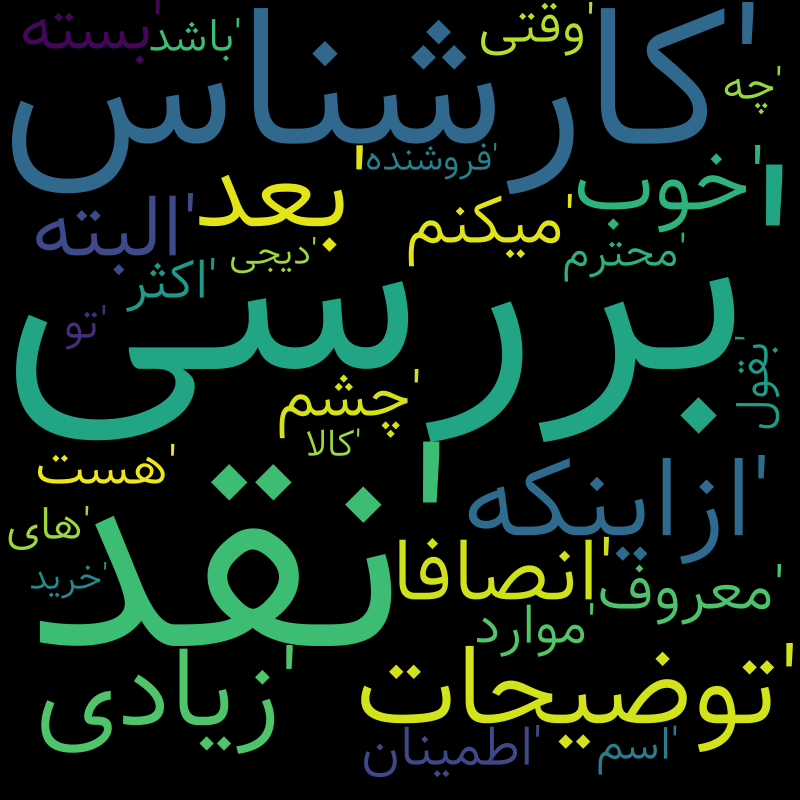 'بسته
'باشد
'وقتی
'کارشناس
'چه
'فروشنده
'خوب
'بعد
'البته
'میکنم
'محترم
'دیجی
'اکثر
'بررسی
'تو
'بقول
'چشم
'کالا
'هست
'ازاینکه
'نقد
'های
'انصافا
'خرید
'معروف
'موارد
'زیادی
'توضیحات
'اطمینان
'اسم